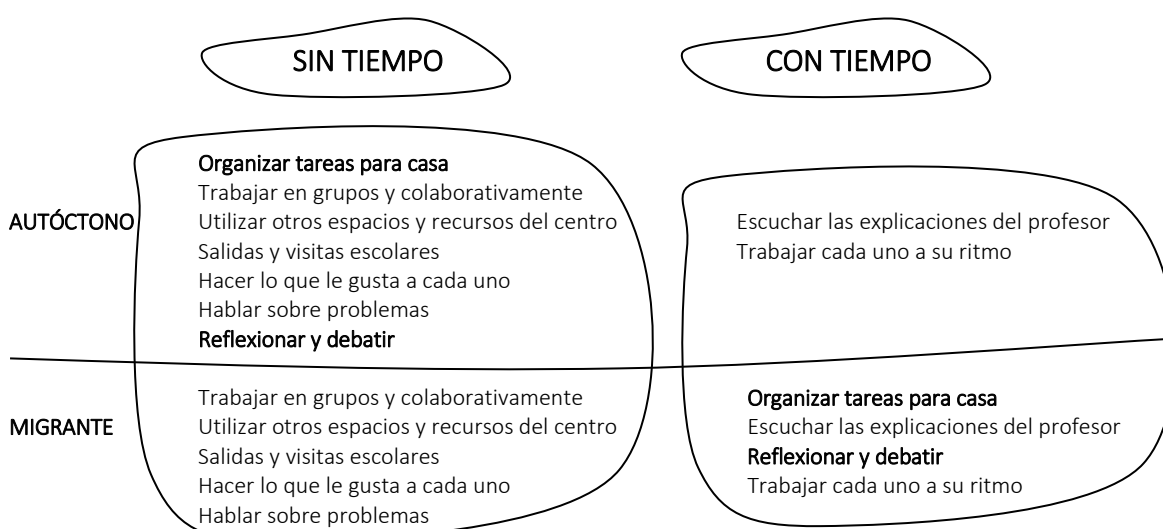 SIN TIEMPO
CON TIEMPO
AUTÓCTONO
Organizar tareas para casa
Trabajar en grupos y colaborativamente
Utilizar otros espacios y recursos del centro
Salidas y visitas escolares
Hacer lo que le gusta a cada uno
Hablar sobre problemas
Reflexionar y debatir
Escuchar las explicaciones del profesor
Trabajar cada uno a su ritmo
MIGRANTE
Trabajar en grupos y colaborativamente
Utilizar otros espacios y recursos del centro
Salidas y visitas escolares
Hacer lo que le gusta a cada uno
Hablar sobre problemas
Organizar tareas para casa
Escuchar las explicaciones del profesor
Reflexionar y debatir
Trabajar cada uno a su ritmo